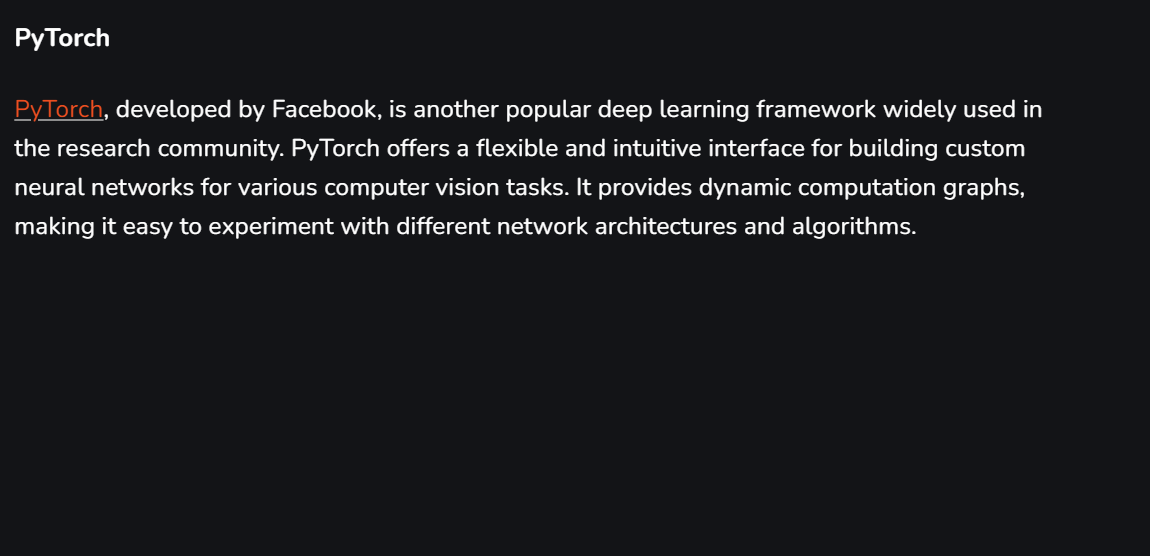 PyTorch
PyTorch, developed by Facebook, is another popular deep learning framework widely used in
the research community. PyTorch offers a flexible and intuitive interface for building custom
neural networks for various computer vision tasks. It provides dynamic computation graphs,
making it easy to experiment with different network architectures and algorithms.